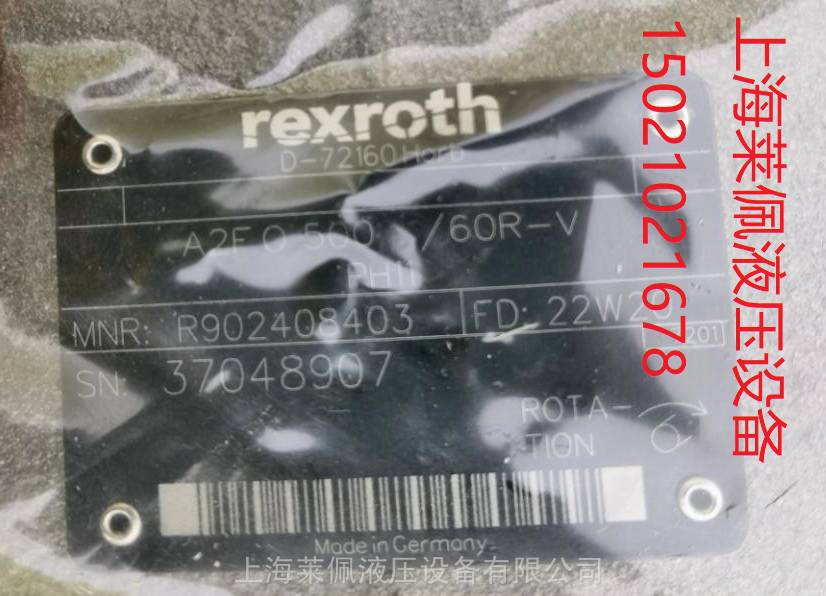 rexroth
D-72160 Horb
A2F O 500 /60R-V
MNR: R902408403
FD: 22W20
SN: 37048907
201
ROTA-
TION
Made in Germany
上海莱佩液压设备有限公司
上海莱佩液压设备
15021021678